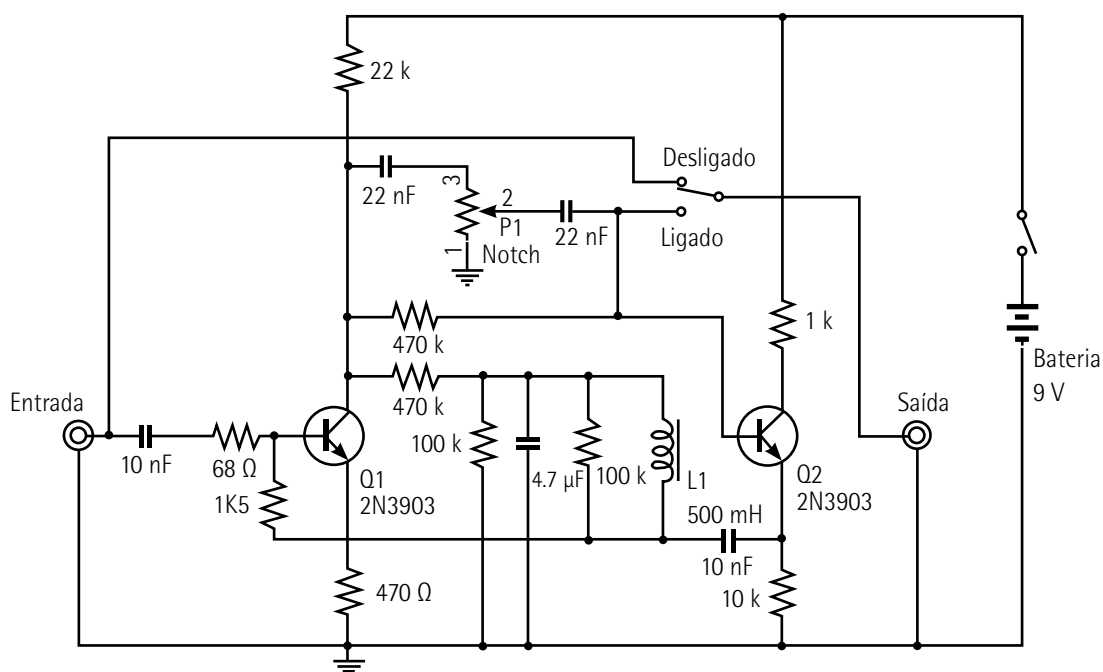 22 k
Desligado
22 nF
3
2
P1
1
Notch
22 nF
Ligado
1 k
470 k
Bateria
9 V
Entrada
470 k
Saída
10 nF
68 Ω
1K5
Q1
2N3903
100 k
4.7 µF
100 k
L1
500 mH
Q2
2N3903
10 nF
10 k
470 Ω